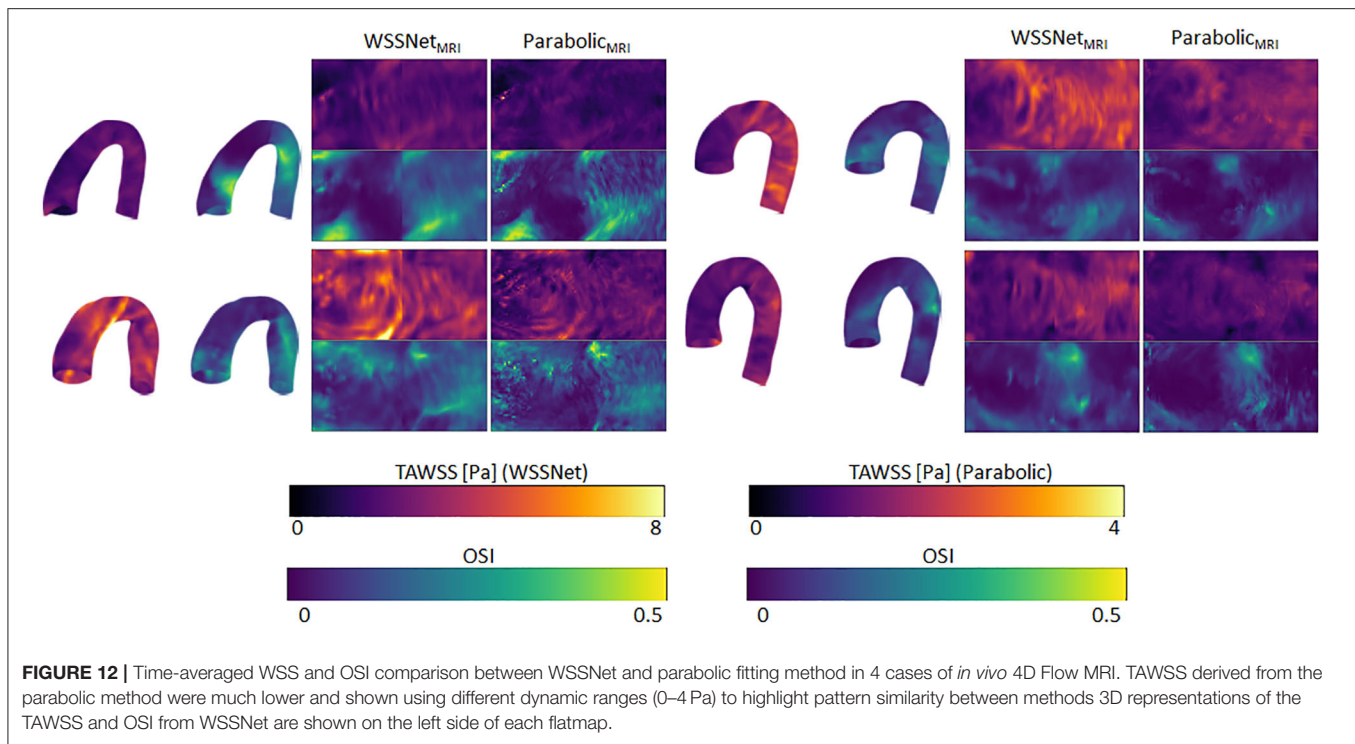 WSSNetMRI ParabolicMRI
WSSNetMRI ParabolicMRI
TAWSS [Pa] (WSSNet)
0 8
OSI
0 0.5
TAWSS [Pa] (Parabolic)
0 4
OSI
0 0.5
FIGURE 12 | Time-averaged WSS and OSI comparison between WSSNet and parabolic fitting method in 4 cases of in vivo 4D Flow MRI. TAWSS derived from the
parabolic method were much lower and shown using different dynamic ranges (0–4 Pa) to highlight pattern similarity between methods 3D representations of the
TAWSS and OSI from WSSNet are shown on the left side of each flatmap.